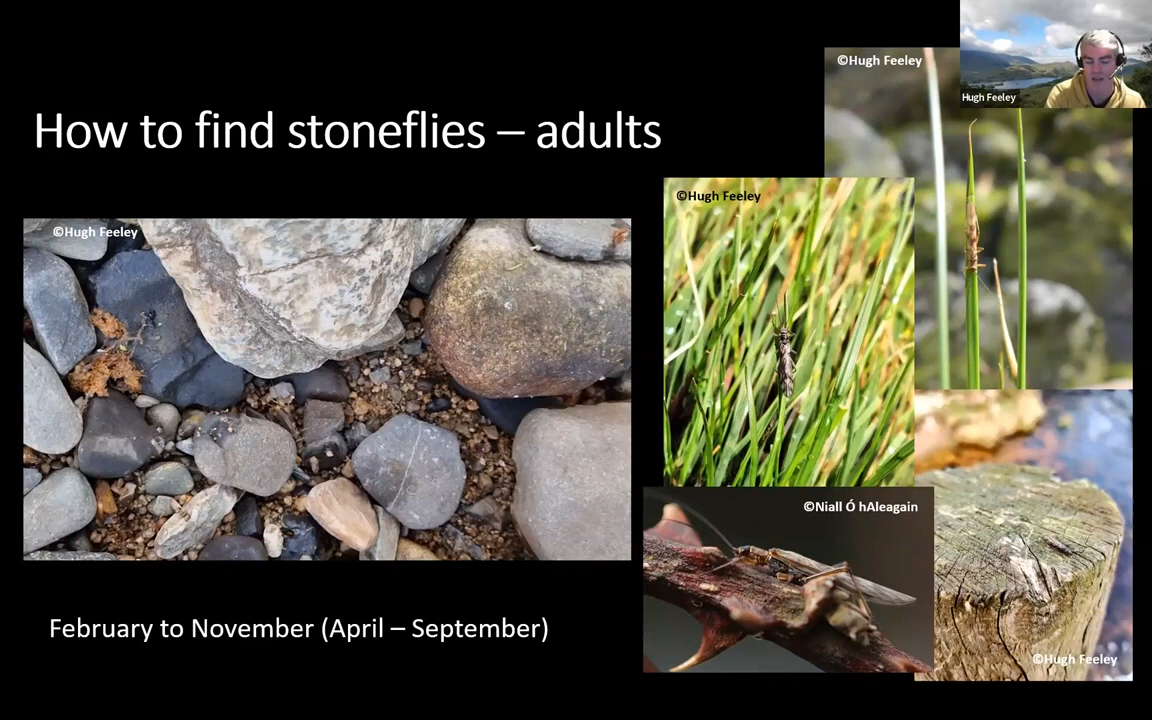 ©Hugh Feeley
Hugh Feeley
How to find stoneflies – adults
©Hugh Feeley
©Hugh Feeley
©Niall Ó hAleagain
February to November (April – September)
©Hugh Feeley